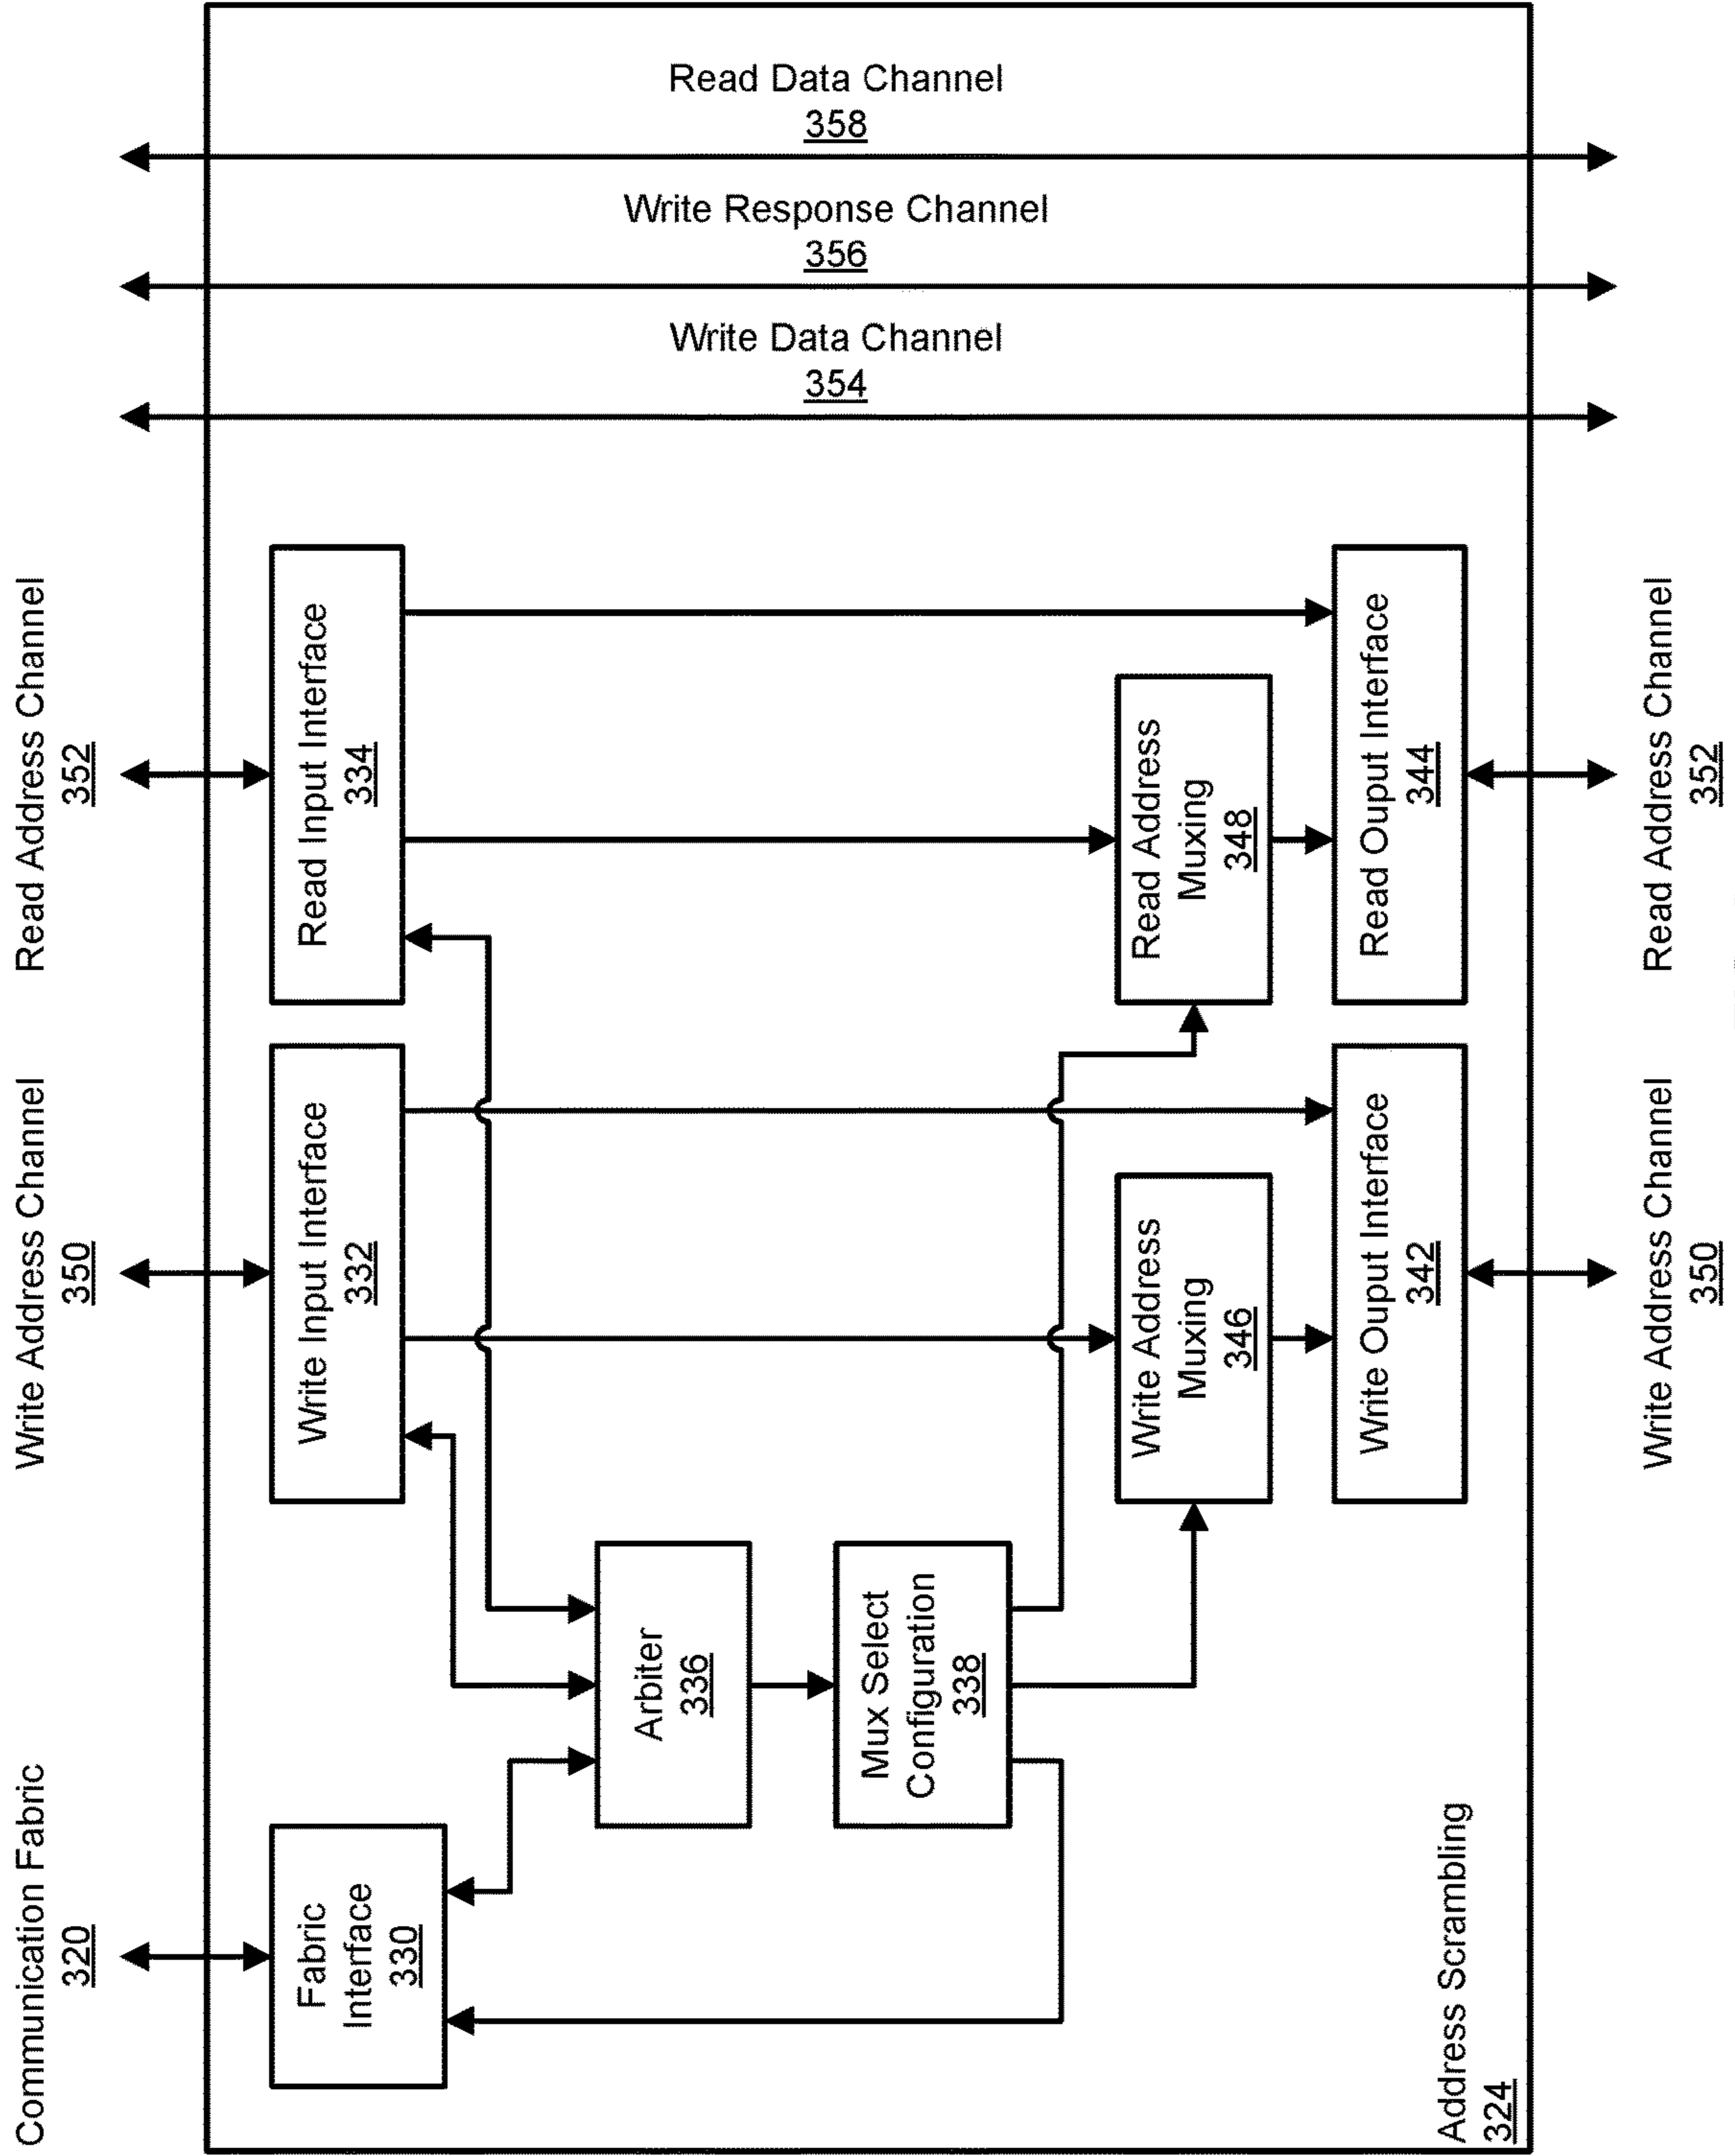 Communication Fabric
320
Write Address Channel
350
Read Address Channel
352
Fabric
Interface
330
Write Input Interface
332
Read Input Interface
334
Arbiter
336
Mux Select
Configuration
338
Write Address
Muxing
346
Read Address
Muxing
348
Write Ouput Interface
342
Read Ouput Interface
344
Read Data Channel
358
Write Response Channel
356
Write Data Channel
354
Address Scrambling
324
Write Address Channel
350
Read Address Channel
352